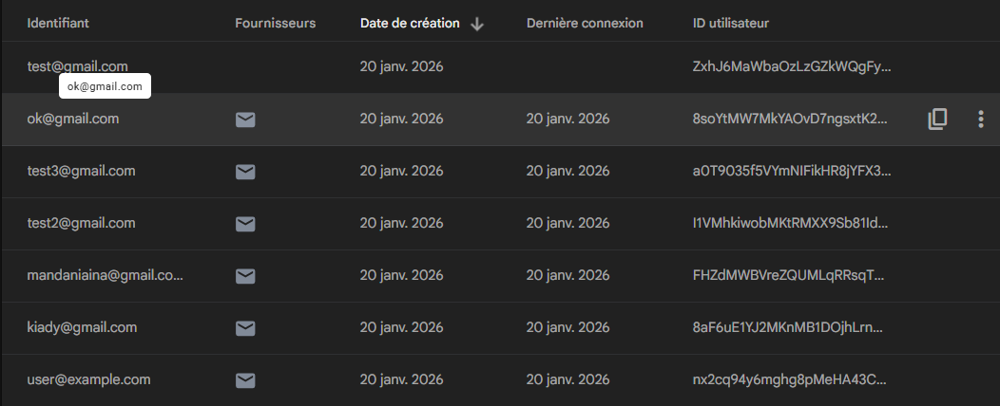 Identifiant Fournisseurs Date de création Dernière connexion ID utilisateur
test@gmail.com 20 janv. 2026 ZxhJ6MaWbaOzLzGZkWQgFy...
ok@gmail.com
ok@gmail.com 20 janv. 2026 20 janv. 2026 8soYtMW7MkYAOvD7ngsxtK2...
test3@gmail.com 20 janv. 2026 20 janv. 2026 a0T9O35f5VYmNIFikHR8jYFX3...
test2@gmail.com 20 janv. 2026 20 janv. 2026 I1VMhkiwobMKtRMXX9Sb81Id...
mandaniaina@gmail.co... 20 janv. 2026 20 janv. 2026 FHZdMWBVreZQUMLqRRsqT...
kiady@gmail.com 20 janv. 2026 20 janv. 2026 8aF6uE1YJ2MKnMB1DOjhLrn...
user@example.com 20 janv. 2026 20 janv. 2026 nx2cq94y6mghg8pMeHA43C...